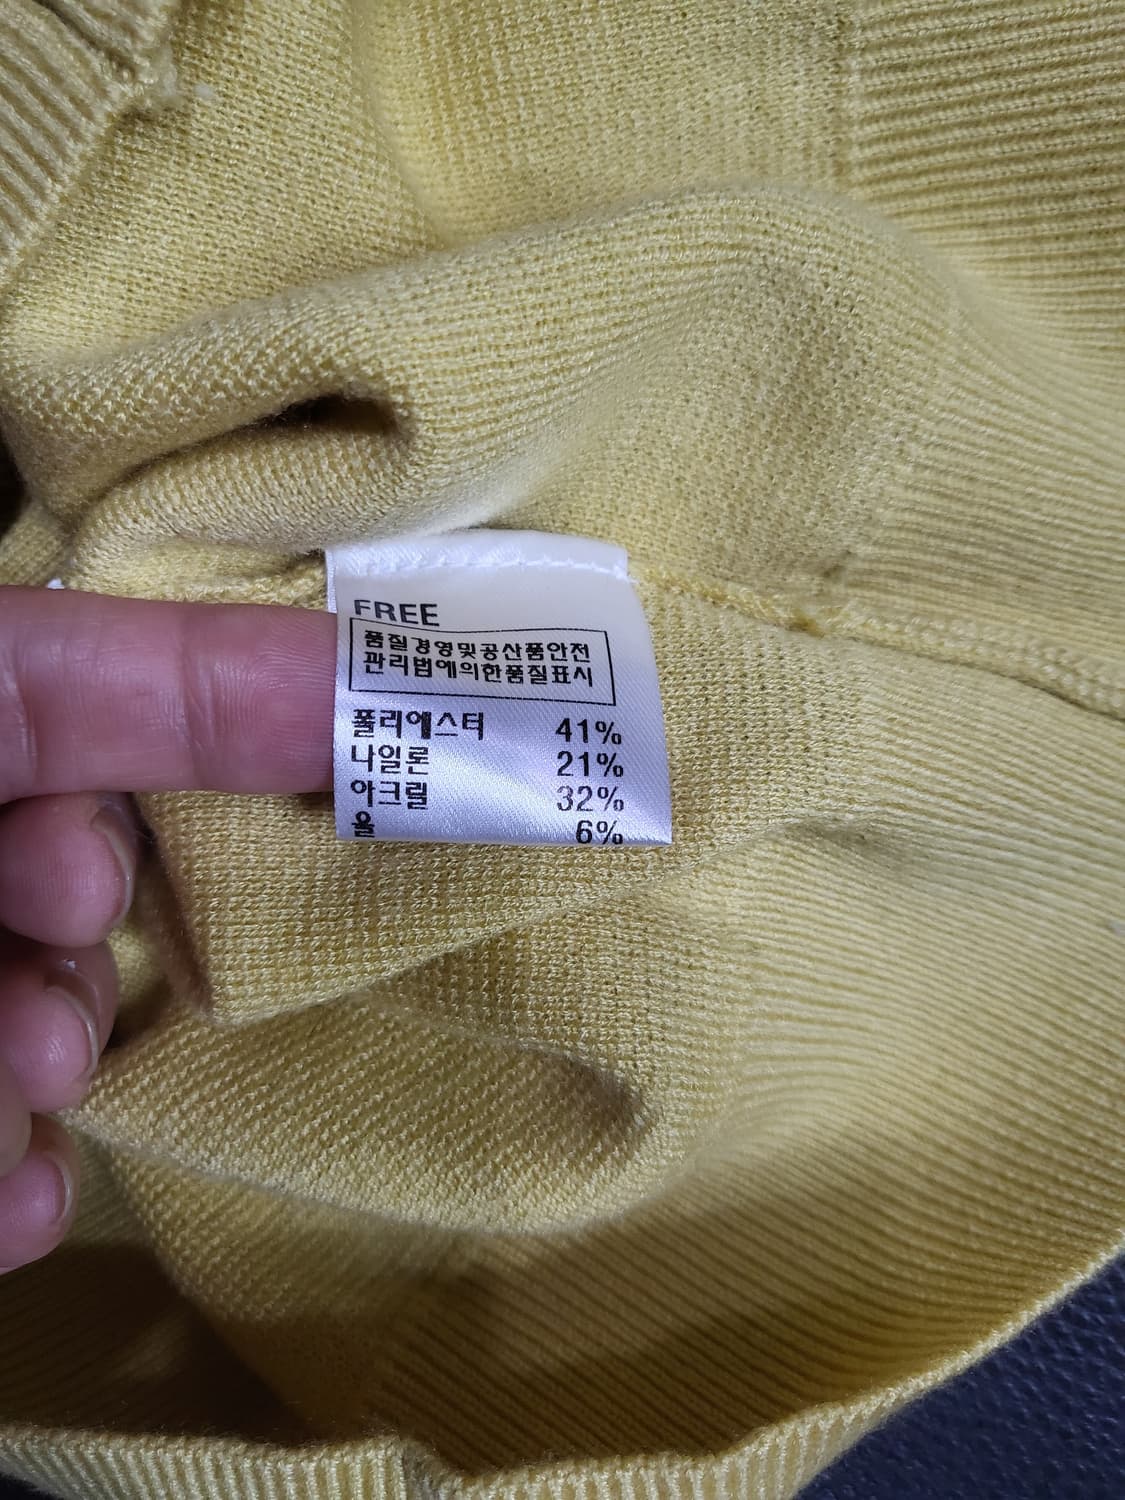 FREE
품질경영및공산품안전
관리법에의한품질표시
폴리에스터 41%
나일론 21%
아크릴 32%
울 6%